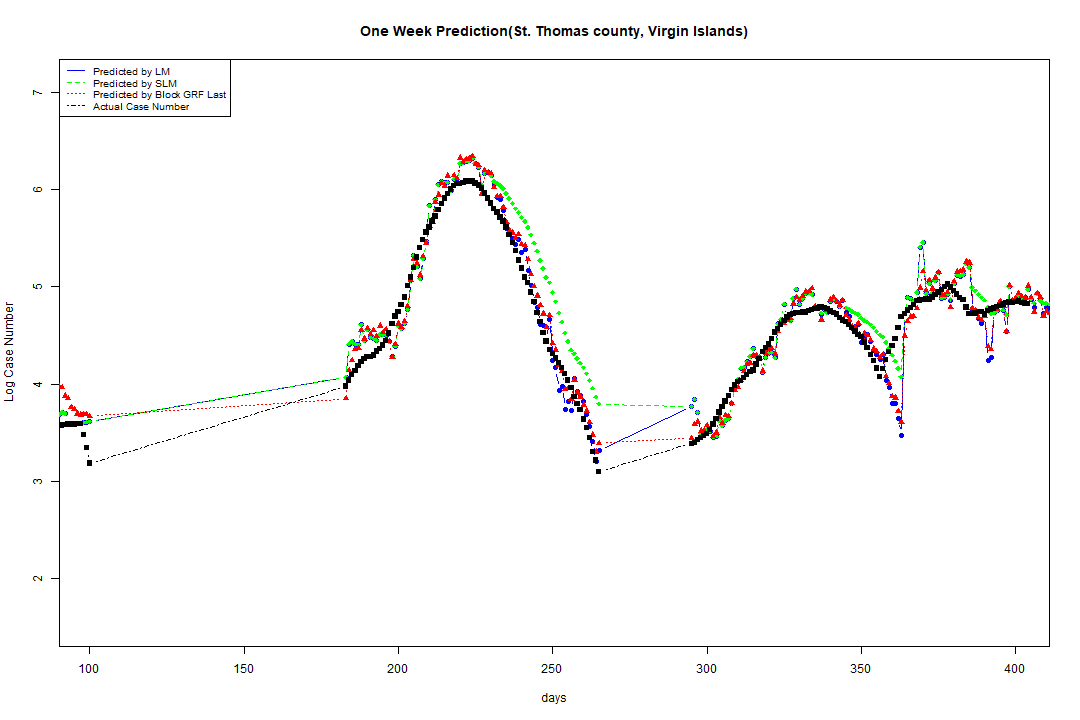 One Week Prediction(St. Thomas county, Virgin Islands)
Predicted by LM
Predicted by SLM
Predicted by Block GRF Last
Actual Case Number
7
6
5
4
3
2
Log Case Number
100
150
200
250
300
350
400
days